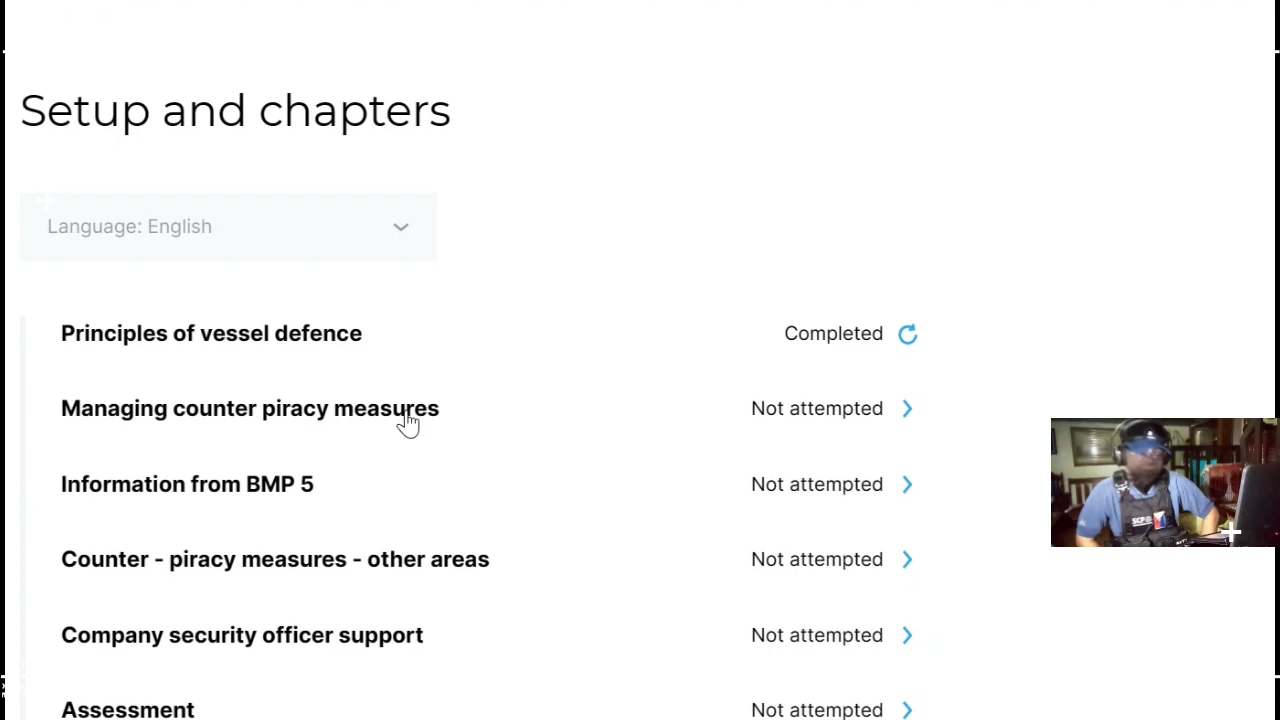 Setup and chapters
Language: English
Principles of vessel defence Completed
Managing counter piracy measures Not attempted
Information from BMP 5 Not attempted
Counter - piracy measures - other areas Not attempted
Company security officer support Not attempted
Assessment Not attempted